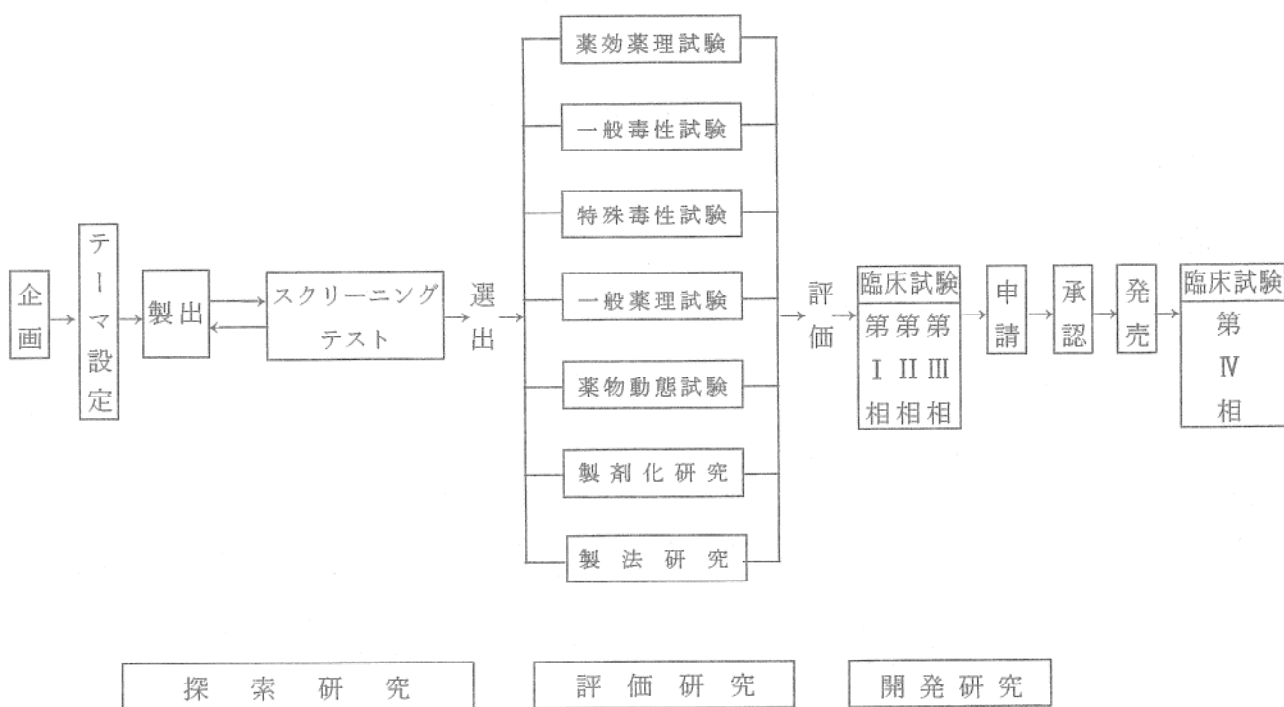 企画
テーマ設定
製出
スクリーニング
テスト
選出
薬効薬理試験
一般毒性試験
特殊毒性試験
一般薬理試験
薬物動態試験
製剤化研究
製法研究
評価
臨床試験
第Ⅰ相
第Ⅱ相
第Ⅲ相
申請
承認
発売
臨床試験
第Ⅳ相
探索研究
評価研究
開発研究